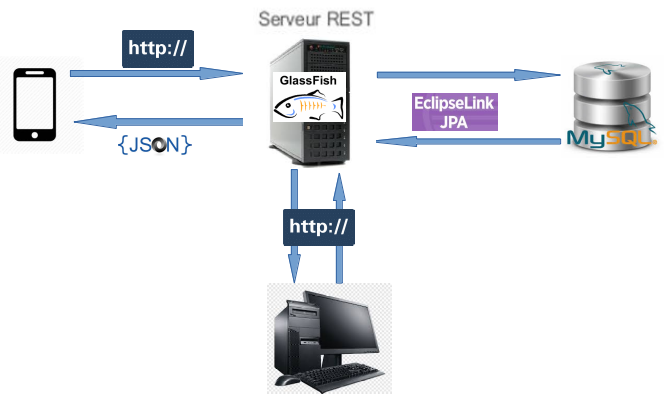 Serveur REST
http://
GlassFish
EclipseLink
JPA
{JSON}
MySQL
http://